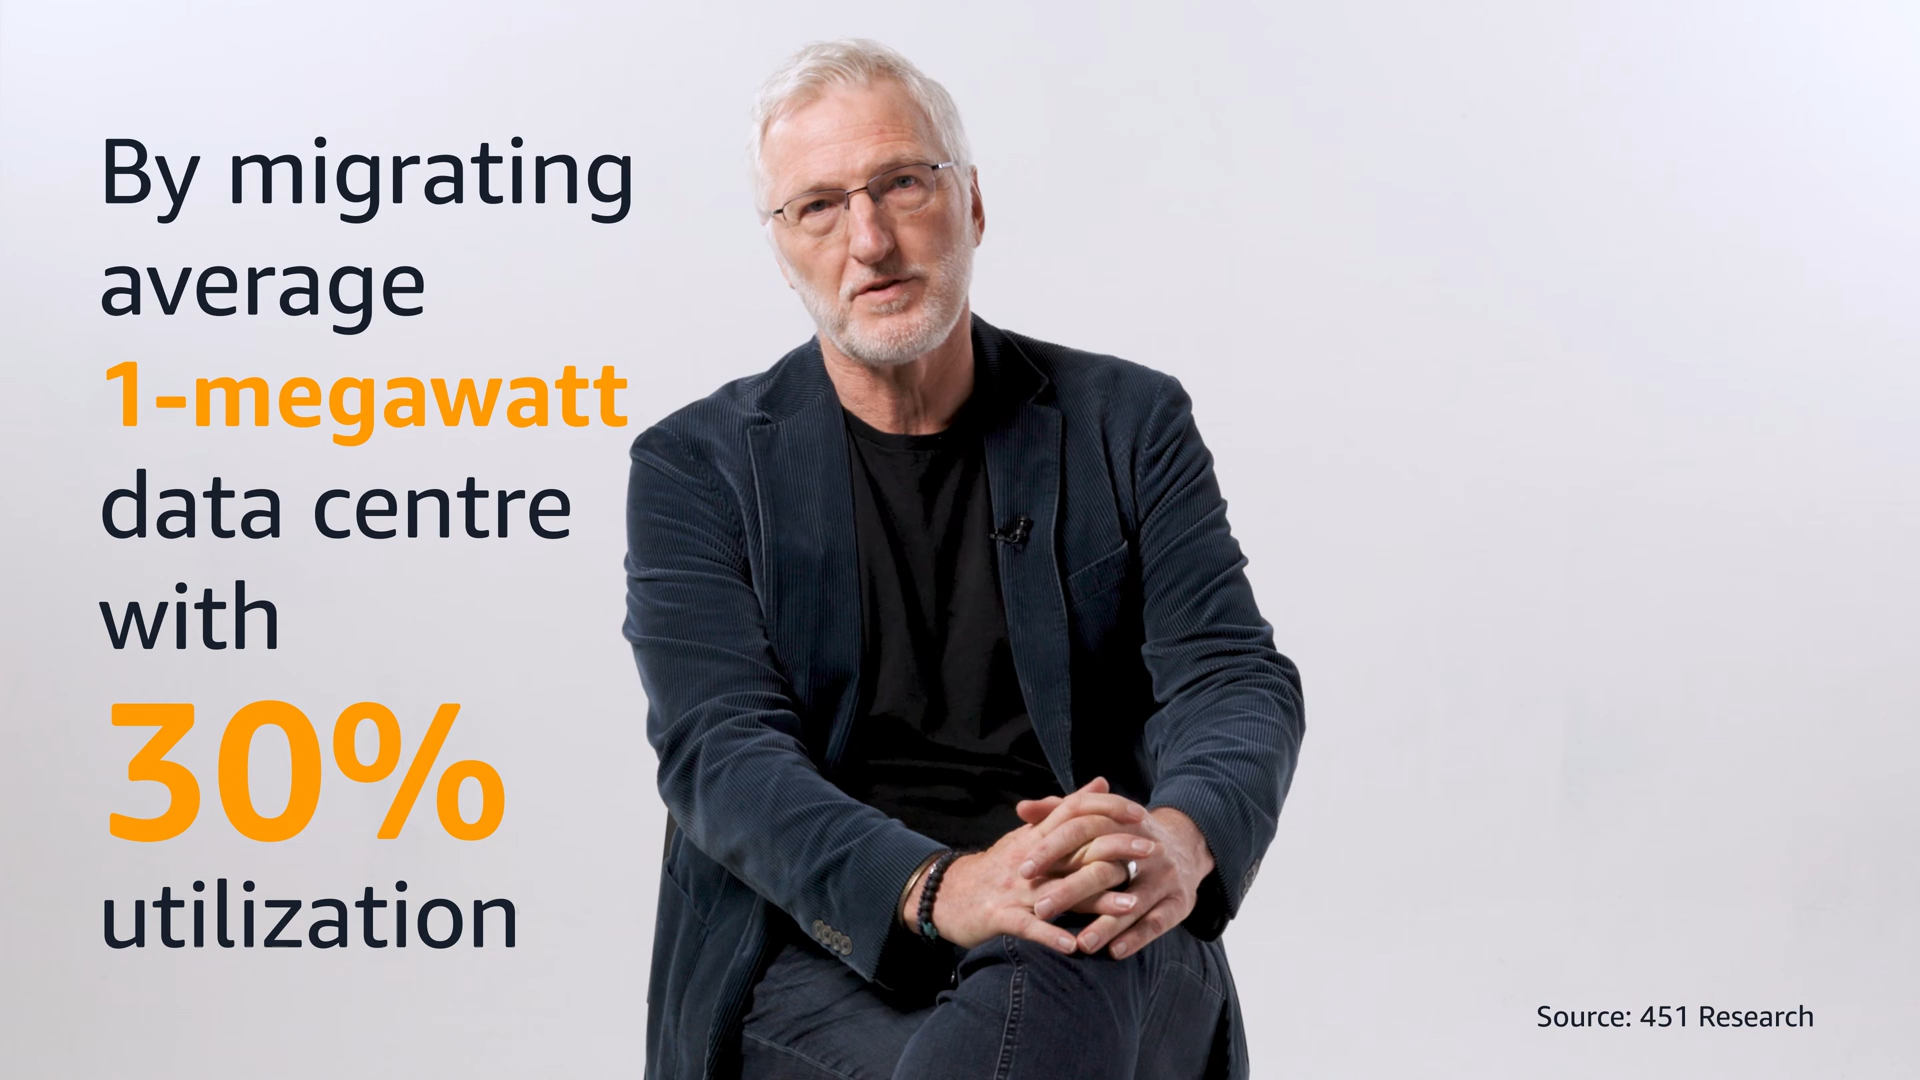 By migrating
average
1-megawatt
data centre
with
30%
utilization
Source: 451 Research